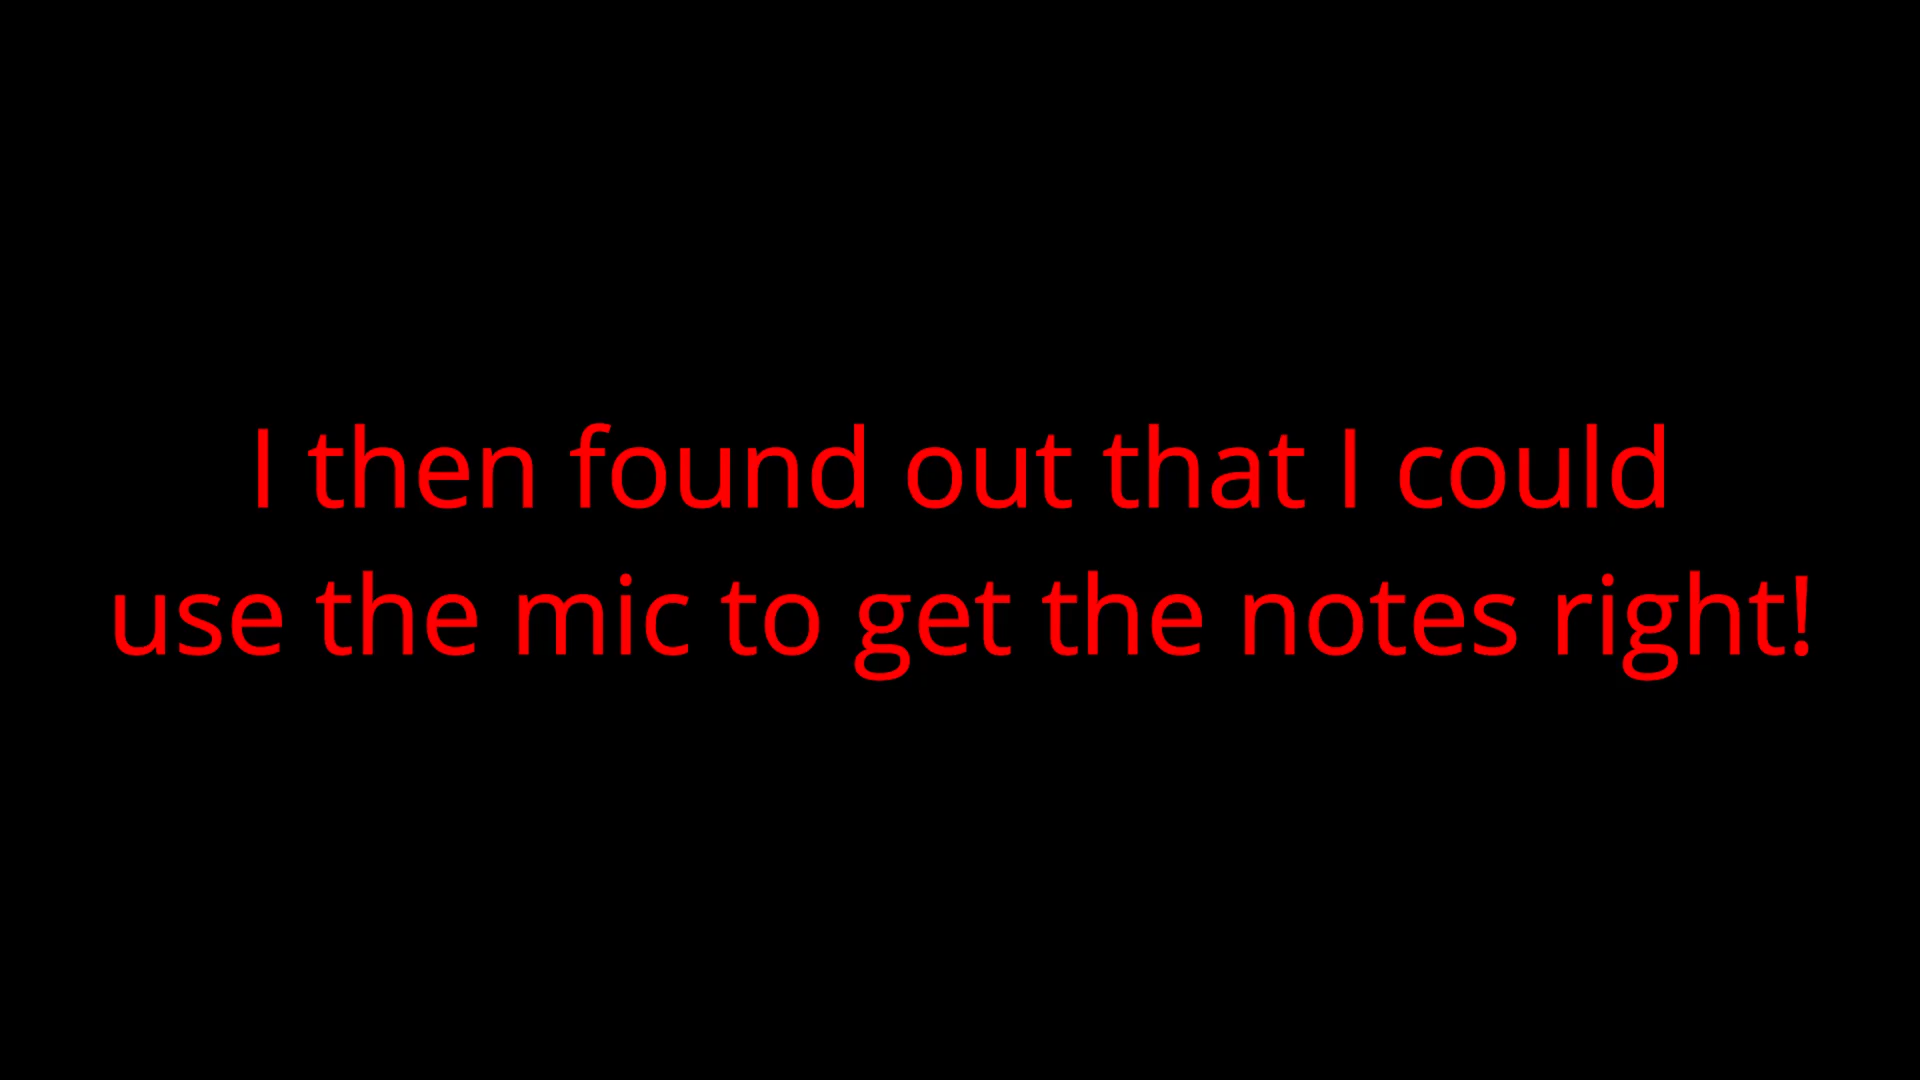 I then found out that I could
use the mic to get the notes right!